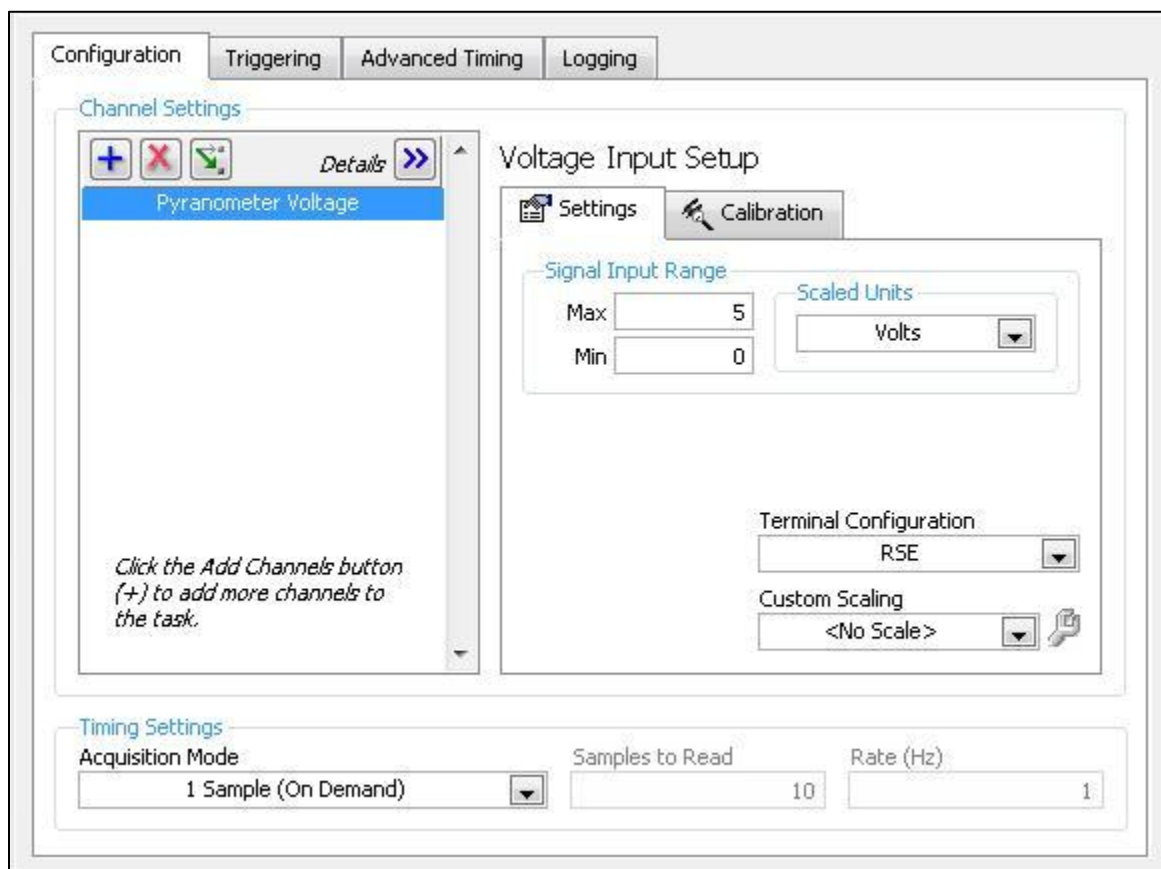 Configuration
Triggering
Advanced Timing
Logging
Channel Settings
Details
Pyranometer Voltage
Click the Add Channels button
(+) to add more channels to
the task.
Voltage Input Setup
Settings
Calibration
Signal Input Range
Scaled Units
Max 5
Volts
Min 0
Terminal Configuration
RSE
Custom Scaling
<No Scale>
Timing Settings
Acquisition Mode
Samples to Read
Rate (Hz)
1 Sample (On Demand)
10
1